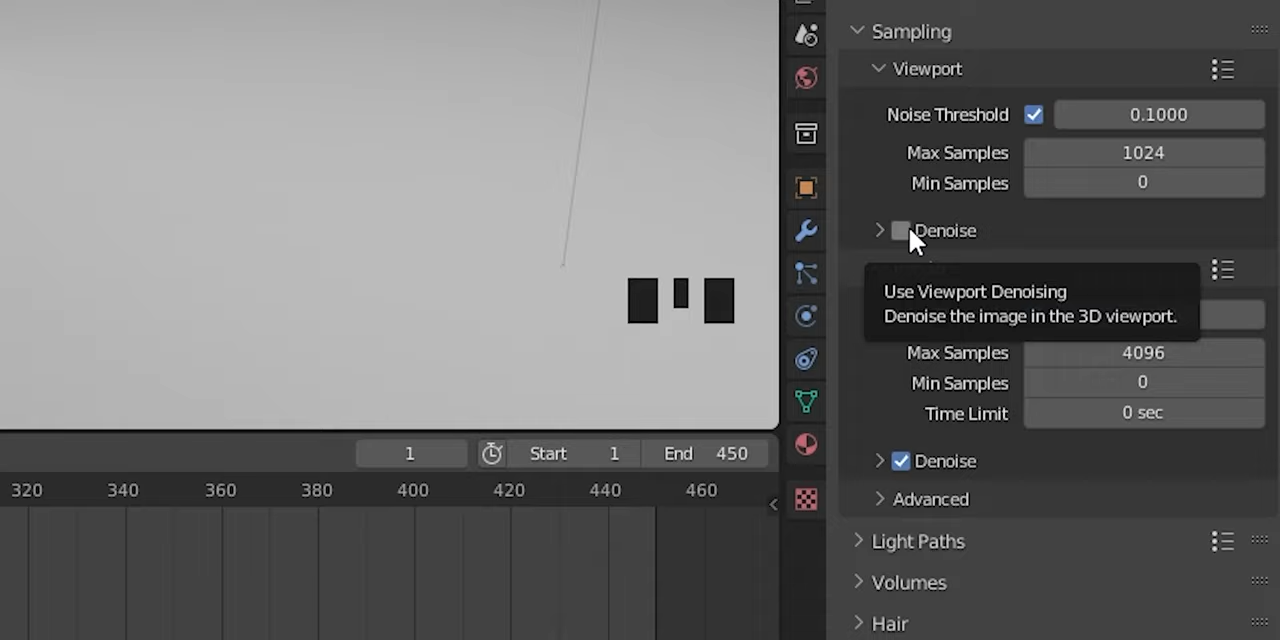 Sampling
Viewport
Noise Threshold 0.1000
Max Samples 1024
Min Samples 0
Denoise
Use Viewport Denoising
Denoise the image in the 3D viewport.
Max Samples 4096
Min Samples 0
Time Limit 0 sec
1 Start 1 End 450
Denoise
320 340 360 380 400 420 440 460
Advanced
Light Paths
Volumes
Hair